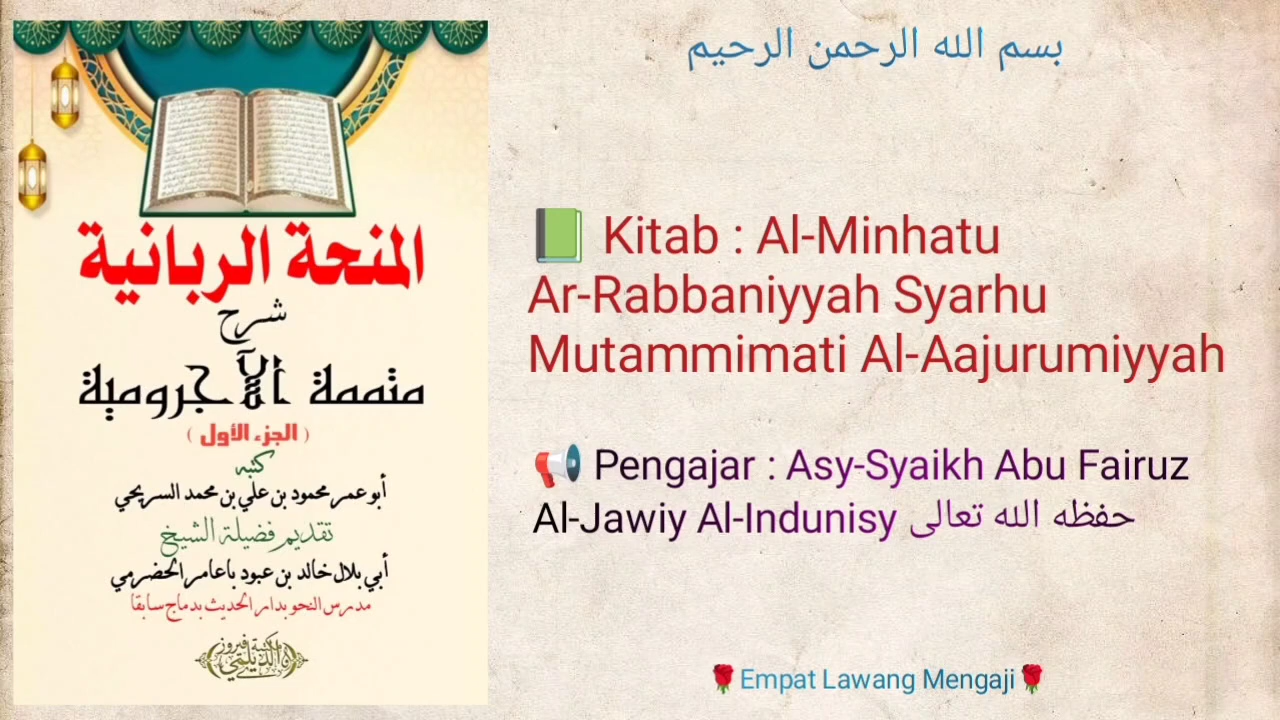 المنحة الربانية
شرح
متممة الآجرومية
( الجزء الأول )
كتبه
أبو عمر محمود بن علي بن محمد السريحي
تقديم فضيلة الشيخ
أبي بلال خالد بن عبود باعامر الحضرمي
مدرس النحو بدار الحديث بدماج سابقا
بسم الله الرحمن الرحيم
📗 Kitab : Al-Minhatu
Ar-Rabbaniyyah Syarhu
Mutammimati Al-Aajurumiyyah
📢 Pengajar : Asy-Syaikh Abu Fairuz
Al-Jawiy Al-Indunisy حفظه الله تعالى
🌹Empat Lawang Mengaji🌹